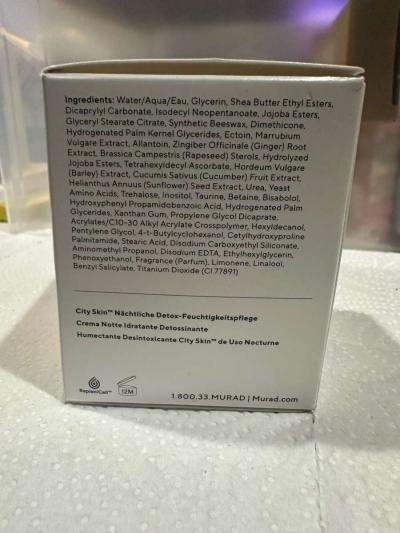 Ingredients: Water/Aqua/Eau, Glycerin, Shea Butter Ethyl Esters,
Dicaprylyl Carbonate, Isodecyl Neopentanoate, Jojoba Esters,
Glyceryl Stearate Citrate, Synthetic Beeswax, Dimethicone,
Hydrogenated Palm Kernel Glycerides, Ectoin, Marrubium
Vulgare Extract, Allantoin, Zingiber Officinale (Ginger) Root
Extract, Brassica Campestris (Rapeseed) Sterols, Hydrolyzed
Jojoba Esters, Tetrahexyldecyl Ascorbate, Hordeum Vulgare
(Barley) Extract, Cucumis Sativus (Cucumber) Fruit Extract,
Helianthus Annuus (Sunflower) Seed Extract, Urea, Yeast
Amino Acids, Trehalose, Inositol, Taurine, Betaine, Bisabolol,
Hydroxyphenyl Propamidobenzoic Acid, Hydrogenated Palm
Glycerides, Xanthan Gum, Propylene Glycol Dicaprate,
Acrylates/C10-30 Alkyl Acrylate Crosspolymer, Hexyldecanol,
Pentylene Glycol, 4-t-Butylcyclohexanol, Cetylhydroxyproline
Palmitamide, Stearic Acid, Disodium Carboxyethyl Siliconate,
Aminomethyl Propanol, Disodium EDTA, Ethylhexylglycerin,
Phenoxyethanol, Fragrance (Parfum), Limonene, Linalool,
Benzyl Salicylate, Titanium Dioxide (CI 77891)
City Skin™ Nächtliche Detox-Feuchtigkeitspflege
Crema Notte Idratante Detossinante
Humectante Desintoxicante City Skin™ de Uso Nocturne
RepleniCell™
12M
1.800.33.MURAD | Murad.com